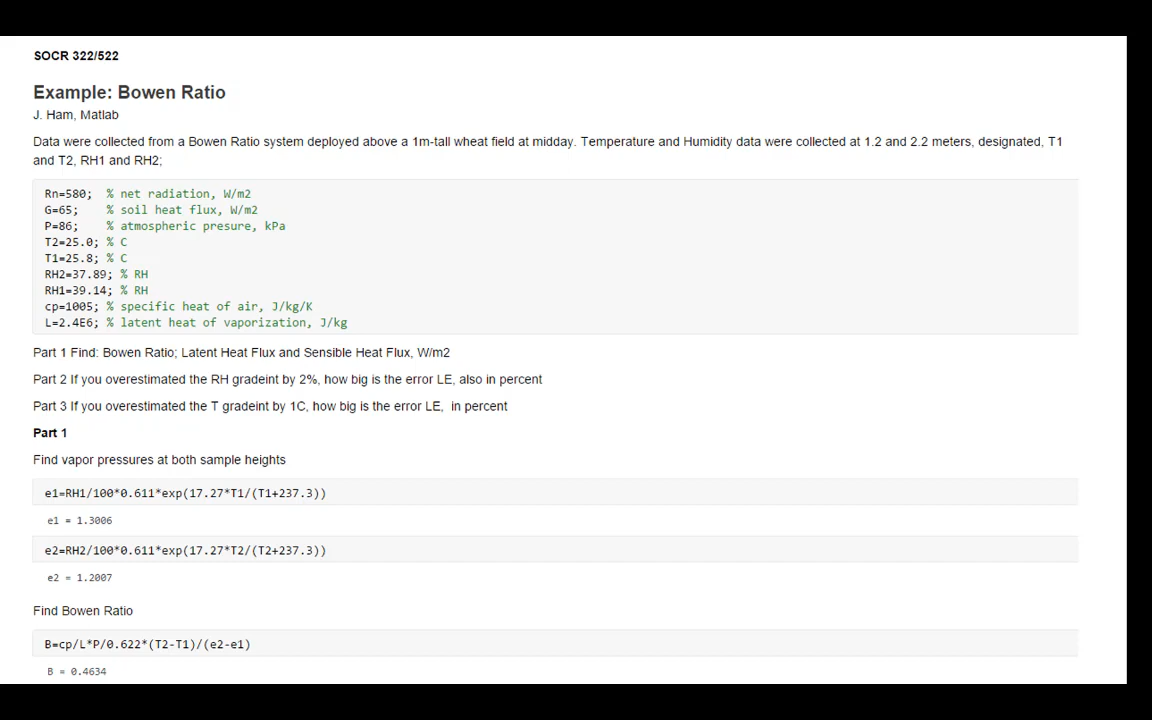 SOCR 322/522
Example: Bowen Ratio
J. Ham, Matlab
Data were collected from a Bowen Ratio system deployed above a 1m-tall wheat field at midday. Temperature and Humidity data were collected at 1.2 and 2.2 meters, designated, T1
and T2, RH1 and RH2;
Rn=580;  % net radiation, W/m2
G=65;    % soil heat flux, W/m2
P=86;    % atmospheric presure, kPa
T2=25.0; % C
T1=25.8; % C
RH2=37.89; % RH
RH1=39.14; % RH
cp=1005; % specific heat of air, J/kg/K
L=2.4E6; % latent heat of vaporization, J/kg
Part 1 Find: Bowen Ratio; Latent Heat Flux and Sensible Heat Flux, W/m2
Part 2 If you overestimated the RH gradeint by 2%, how big is the error LE, also in percent
Part 3 If you overestimated the T gradeint by 1C, how big is the error LE,  in percent
Part 1
Find vapor pressures at both sample heights
e1=RH1/100*0.611*exp(17.27*T1/(T1+237.3))
e1 = 1.3006
e2=RH2/100*0.611*exp(17.27*T2/(T2+237.3))
e2 = 1.2007
Find Bowen Ratio
B=cp/L*P/0.622*(T2-T1)/(e2-e1)
B = 0.4634